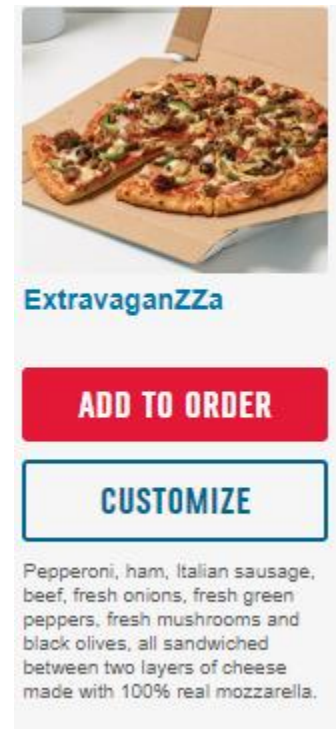 ExtravaganZZa
ADD TO ORDER
CUSTOMIZE
Pepperoni, ham, Italian sausage,
beef, fresh onions, fresh green
peppers, fresh mushrooms and
black olives, all sandwiched
between two layers of cheese
made with 100% real mozzarella.